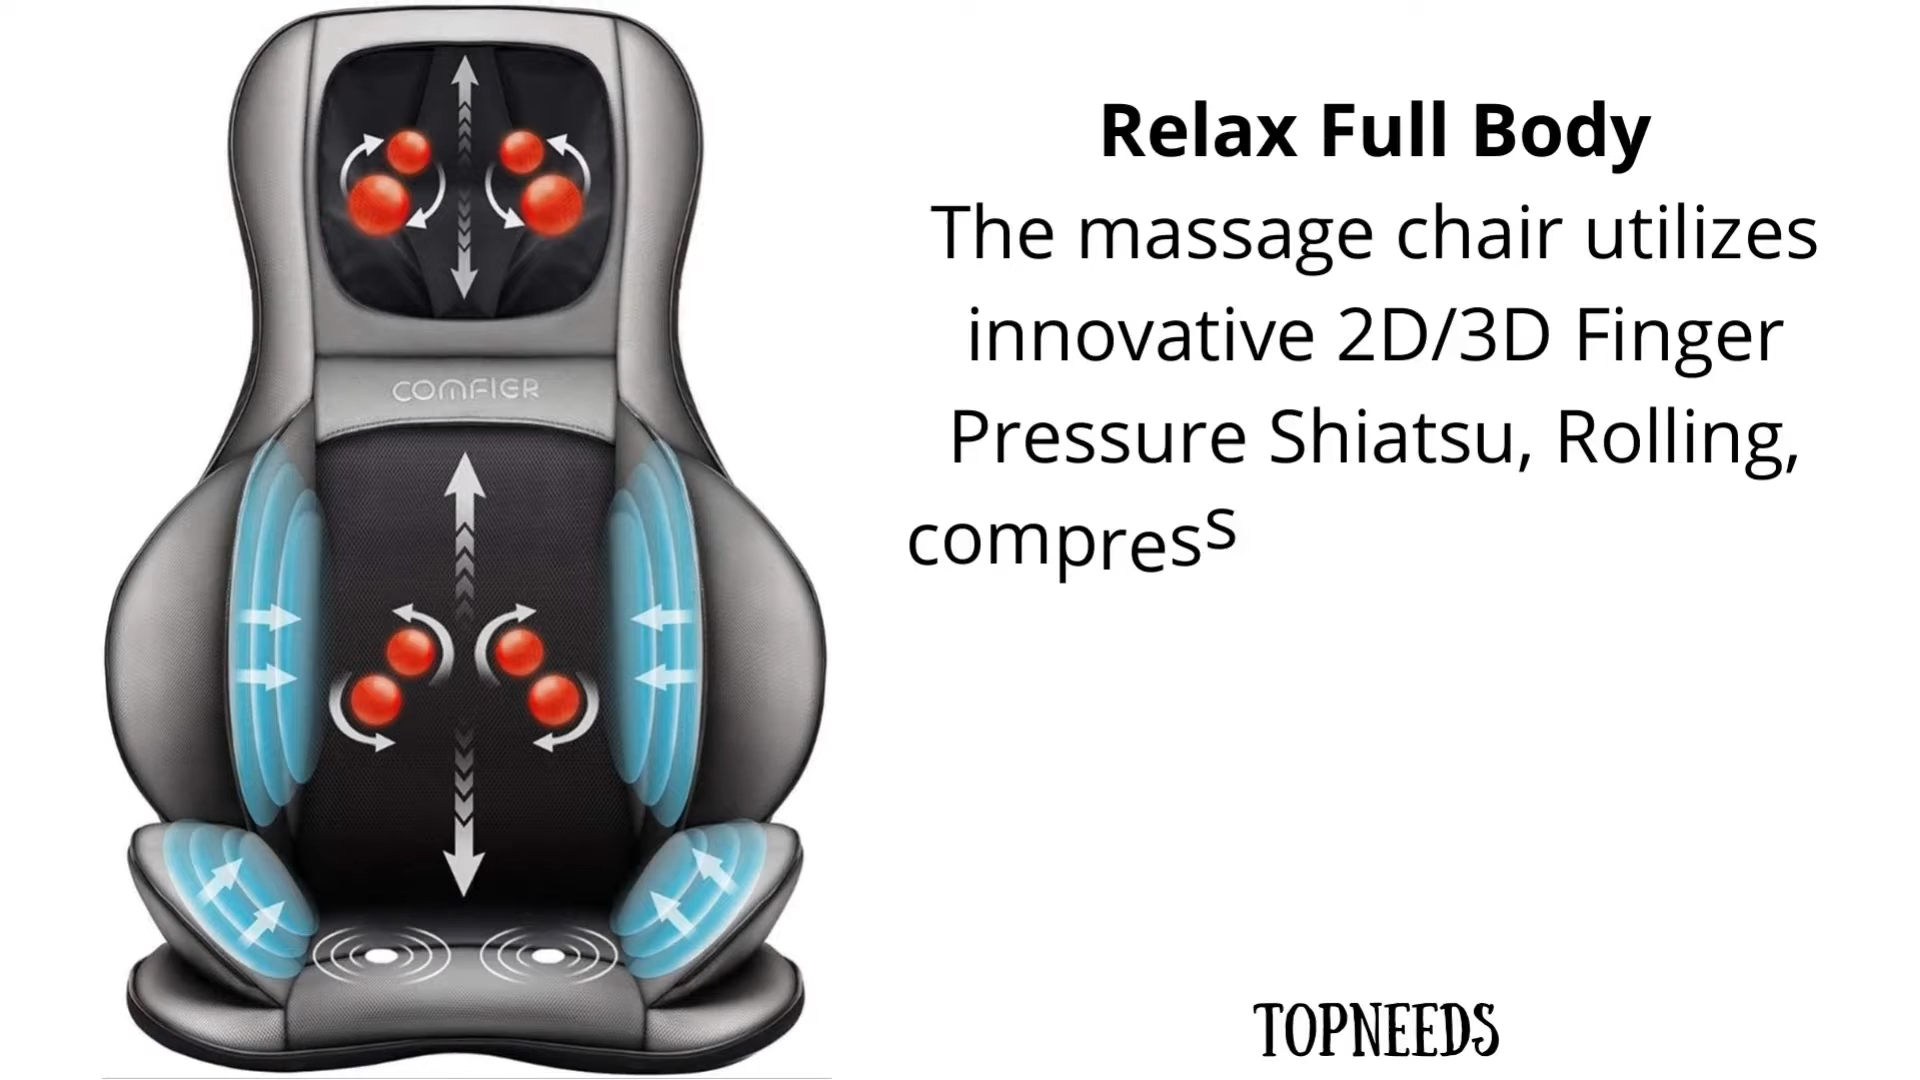 COMFIER
Relax Full Body
The massage chair utilizes
innovative 2D/3D Finger
Pressure Shiatsu, Rolling,
compress
TOPNEEDS